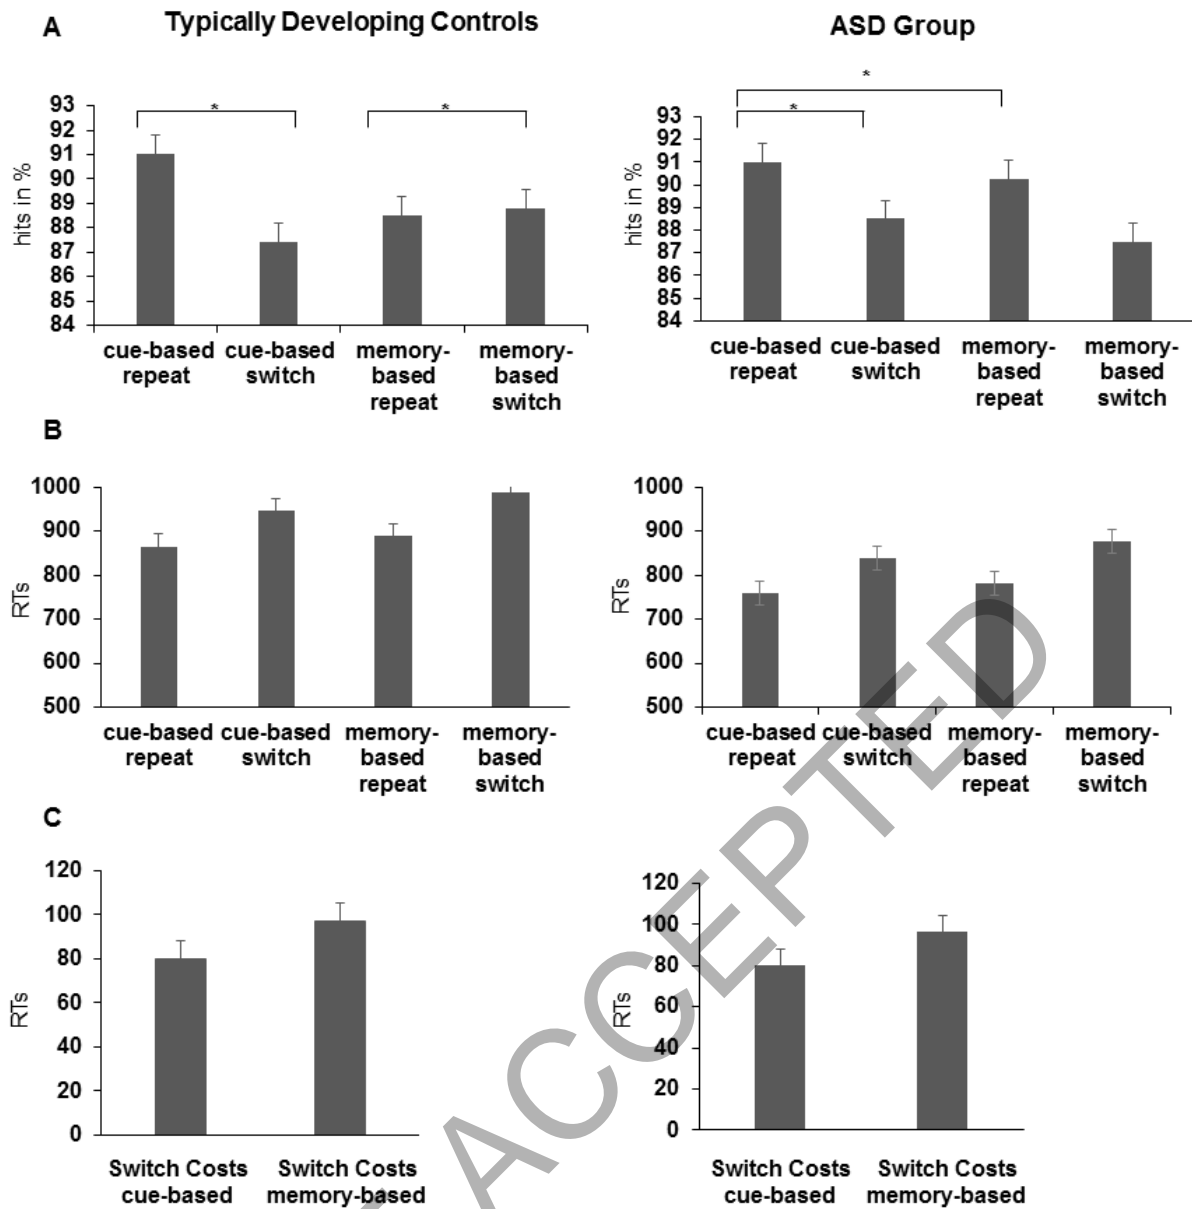 A
Typically Developing Controls
ASD Group
*
*
*
*
hits in %
93
92
91
90
89
88
87
86
85
84
cue-based repeat
cue-based switch
memory-based repeat
memory-based switch
hits in %
93
92
91
90
89
88
87
86
85
84
cue-based repeat
cue-based switch
memory-based repeat
memory-based switch
B
RTs
1000
900
800
700
600
500
cue-based repeat
cue-based switch
memory-based repeat
memory-based switch
RTs
1000
900
800
700
600
500
cue-based repeat
cue-based switch
memory-based repeat
memory-based switch
C
RTs
120
100
80
60
40
20
0
Switch Costs cue-based
Switch Costs memory-based
RTs
120
100
80
60
40
20
0
Switch Costs cue-based
Switch Costs memory-based
ACCEPTED